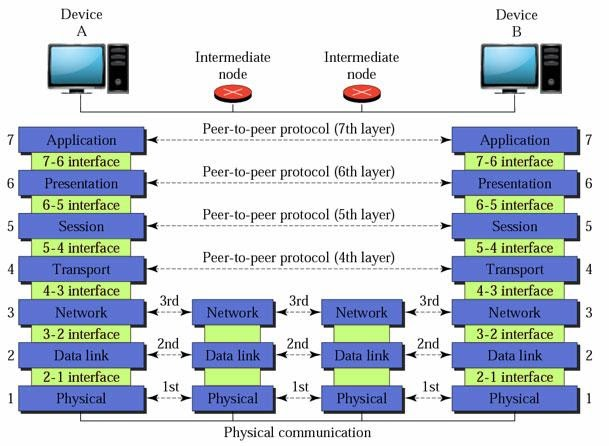 Device
A
Device
B
Intermediate
node
Intermediate
node
7 Application Peer-to-peer protocol (7th layer) Application 7
7-6 interface 7-6 interface
6 Presentation Peer-to-peer protocol (6th layer) Presentation 6
6-5 interface 6-5 interface
5 Session Peer-to-peer protocol (5th layer) Session 5
5-4 interface 5-4 interface
4 Transport Peer-to-peer protocol (4th layer) Transport 4
4-3 interface 4-3 interface
3 Network 3rd Network 3rd Network 3rd Network 3
3-2 interface 3-2 interface
2 Data link 2nd Data link 2nd Data link 2nd Data link 2
2-1 interface 2-1 interface
1 Physical 1st Physical 1st Physical 1st Physical 1
Physical communication